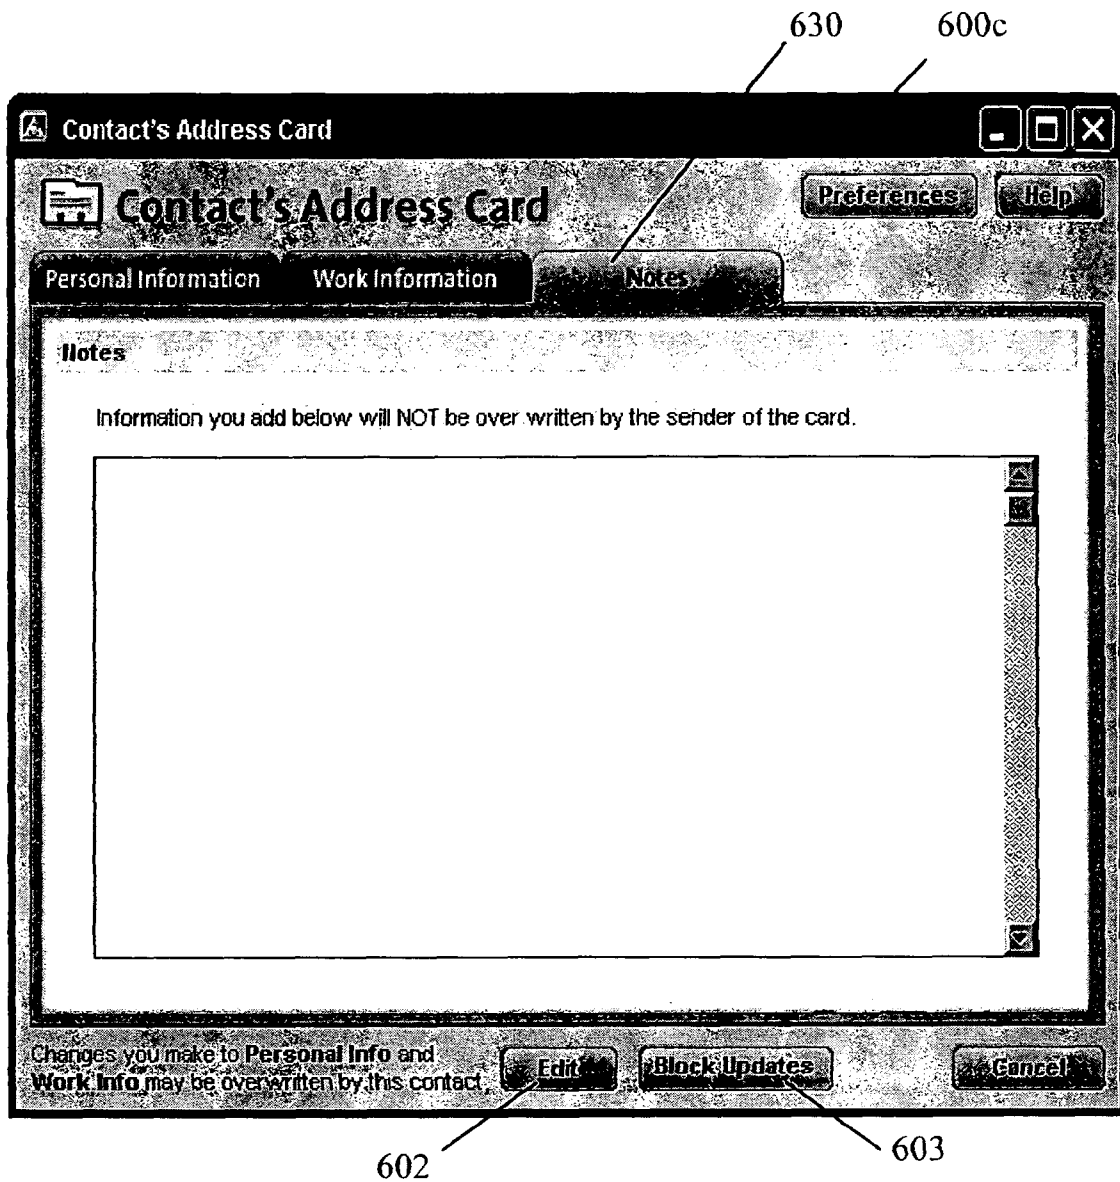 630 600c
Contact's Address Card
Contact's Address Card
Preferences Help
Personal Information Work Information Notes
Notes
Information you add below will NOT be over written by the sender of the card.
Changes you make to Personal Info and
Work Info may be overwritten by this contact.
Edit Block Updates Cancel
602 603